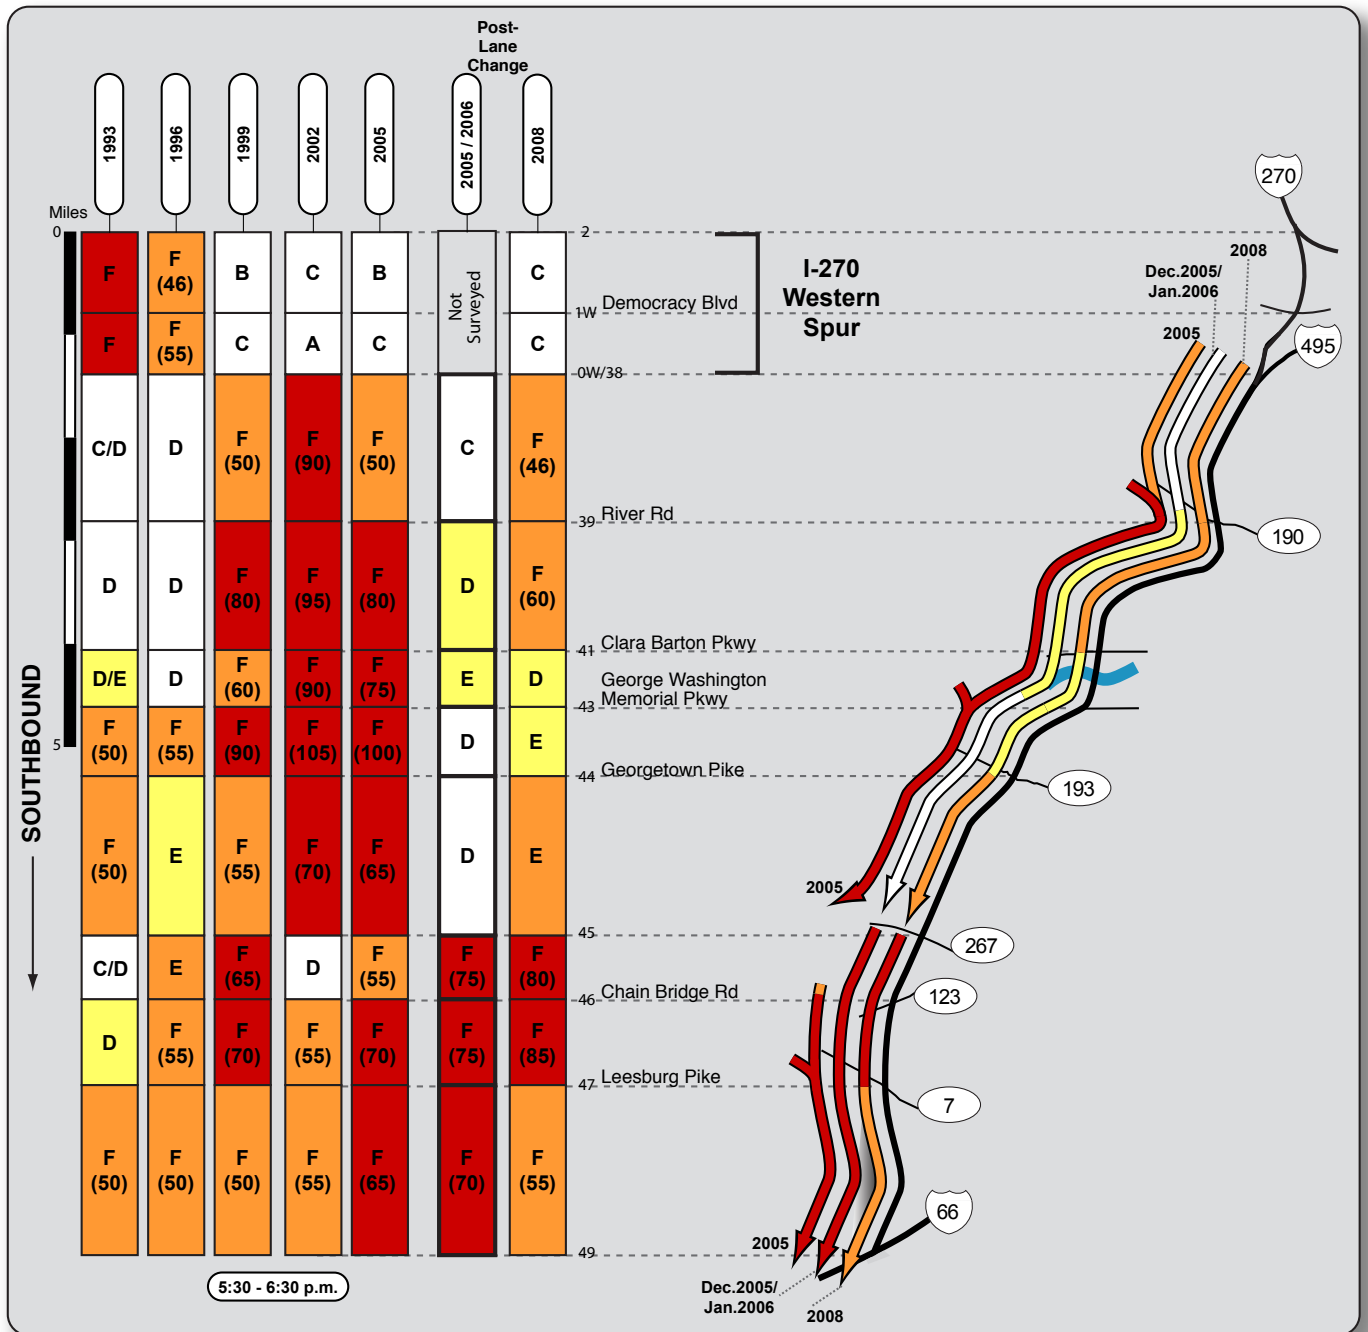 Post-
Lane
Change
1993
1996
1999
2002
2005
2005 / 2006
2008
Miles
0
5
SOUTHBOUND
F
F
(46)
B
C
B
Not
Surveyed
C
F
F
(55)
C
A
C
C
C/D
D
F
(50)
F
(90)
F
(50)
C
F
(46)
D
D
F
(80)
F
(95)
F
(80)
D
F
(60)
D/E
D
F
(60)
F
(90)
F
(75)
E
D
F
(50)
F
(55)
F
(90)
F
(105)
F
(100)
D
E
F
(50)
E
F
(55)
F
(70)
F
(65)
D
E
C/D
E
F
(65)
D
F
(55)
F
(75)
F
(80)
D
F
(55)
F
(70)
F
(55)
F
(70)
F
(75)
F
(85)
F
(50)
F
(50)
F
(50)
F
(55)
F
(65)
F
(70)
F
(55)
5:30 - 6:30 p.m.
2
1W
Democracy Blvd
0W/38
39
River Rd
41
Clara Barton Pkwy
George Washington
Memorial Pkwy
43
44
Georgetown Pike
45
46
Chain Bridge Rd
47
Leesburg Pike
49
I-270
Western
Spur
270
2008
Dec.2005/
Jan.2006
2005
495
190
193
2005
267
123
7
66
2005
Dec.2005/
Jan.2006
2008